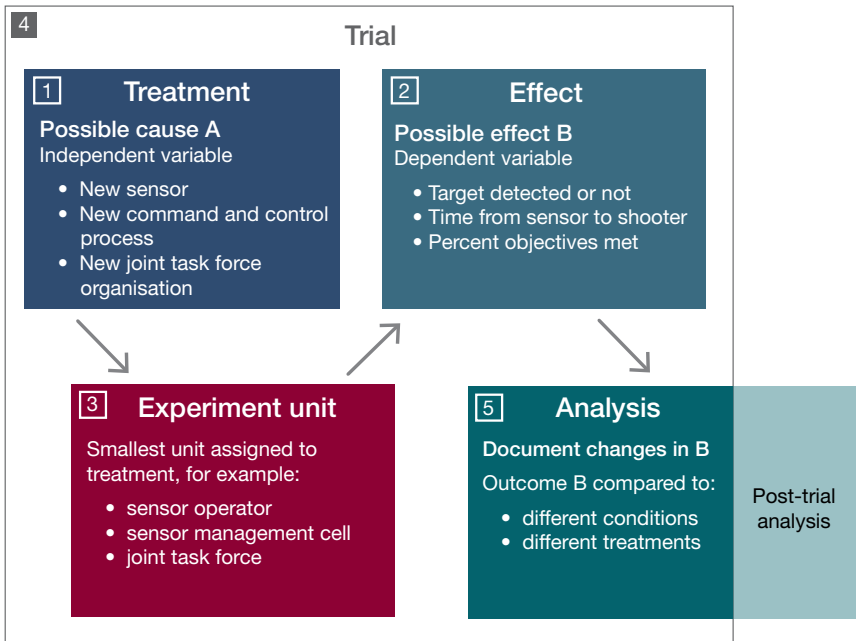 4
Trial
1 Treatment
Possible cause A
Independent variable
• New sensor
• New command and control
process
• New joint task force
organisation
2 Effect
Possible effect B
Dependent variable
• Target detected or not
• Time from sensor to shooter
• Percent objectives met
3 Experiment unit
Smallest unit assigned to
treatment, for example:
• sensor operator
• sensor management cell
• joint task force
5 Analysis
Document changes in B
Outcome B compared to:
• different conditions
• different treatments
Post-trial
analysis